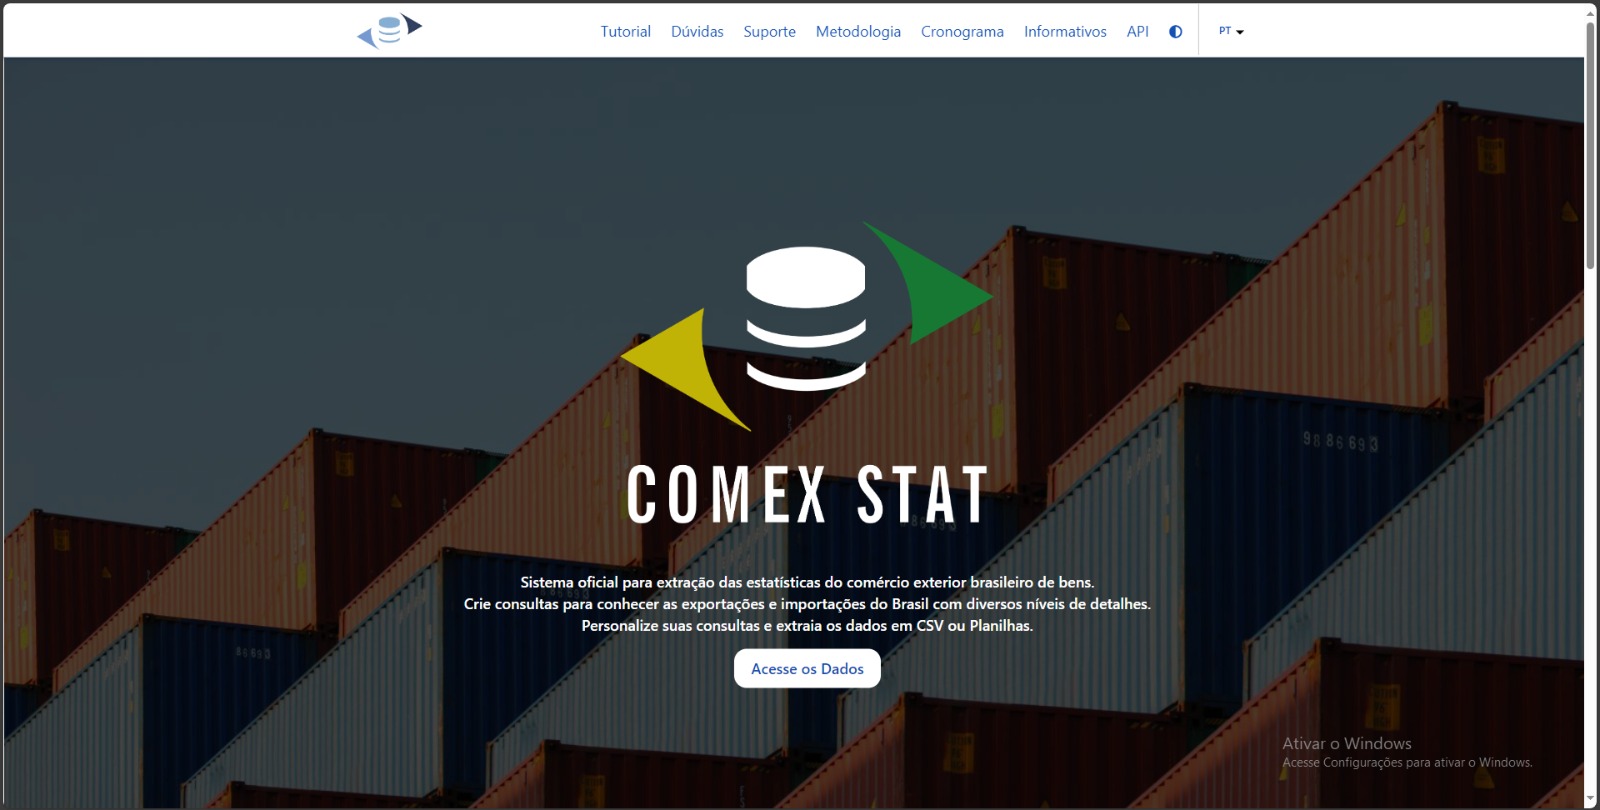 Tutorial Dúvidas Suporte Metodologia Cronograma Informativos API PT
COMEX STAT
Sistema oficial para extração das estatísticas do comércio exterior brasileiro de bens.
Crie consultas para conhecer as exportações e importações do Brasil com diversos níveis de detalhes.
Personalize suas consultas e extraia os dados em CSV ou Planilhas.
Acesse os Dados
Ativar o Windows
Acesse Configurações para ativar o Windows.